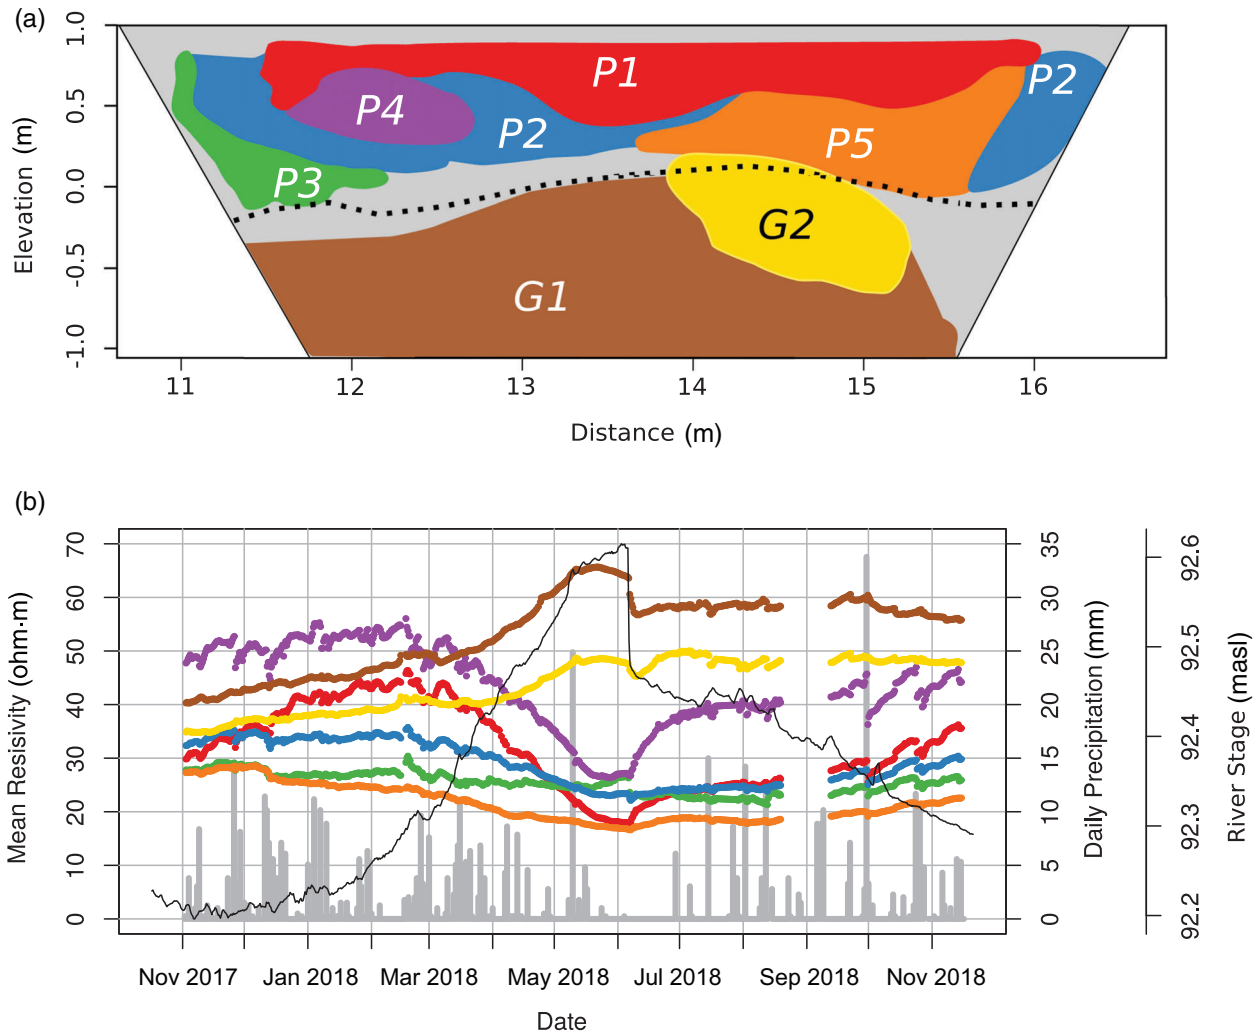 (a)
1.0
0.5
0.0
-0.5
-1.0
Elevation (m)
P1
P2
P4
P2
P5
P3
G2
G1
11 12 13 14 15 16
Distance (m)
(b)
70
60
50
40
30
20
10
0
Mean Resisivity (ohm·m)
35
30
25
20
15
10
5
0
Daily Precipitation (mm)
92.6
92.5
92.4
92.3
92.2
River Stage (masl)
Nov 2017 Jan 2018 Mar 2018 May 2018 Jul 2018 Sep 2018 Nov 2018
Date